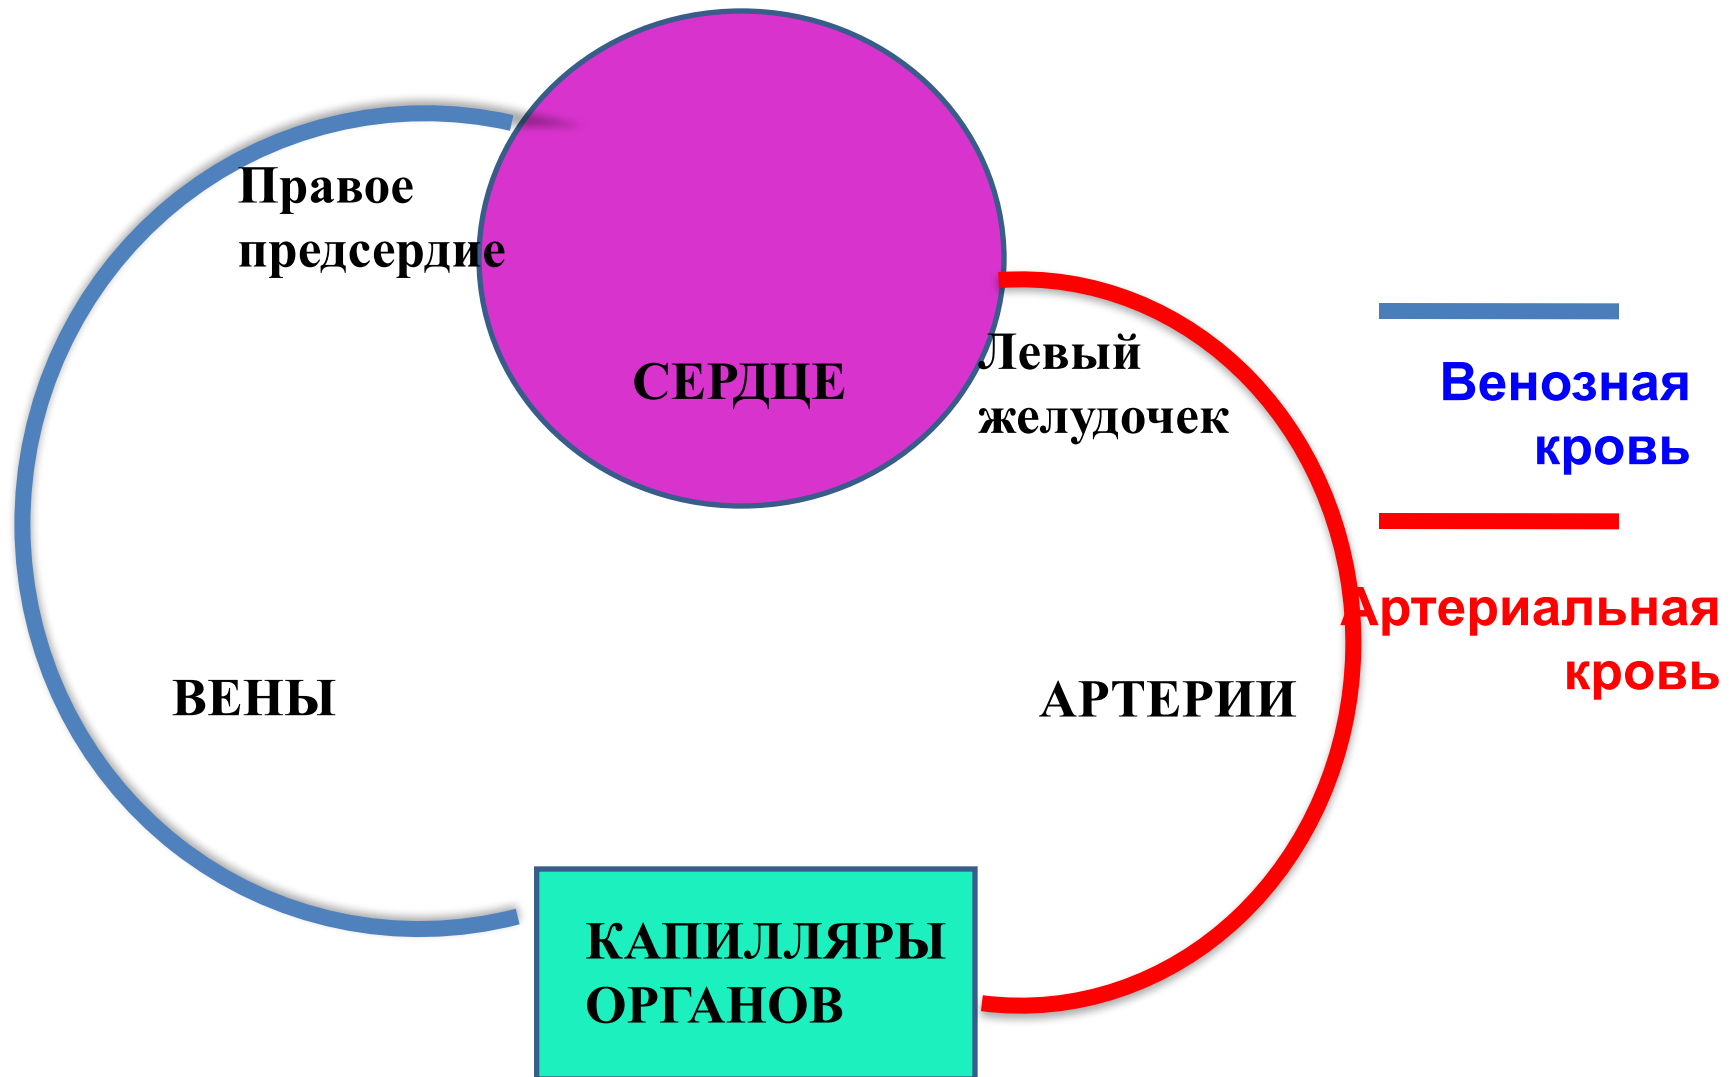 Правое
предсердие
СЕРДЦЕ
Левый
желудочек
Венозная
кровь
Артериальная
кровь
ВЕНЫ
АРТЕРИИ
КАПИЛЛЯРЫ
ОРГАНОВ